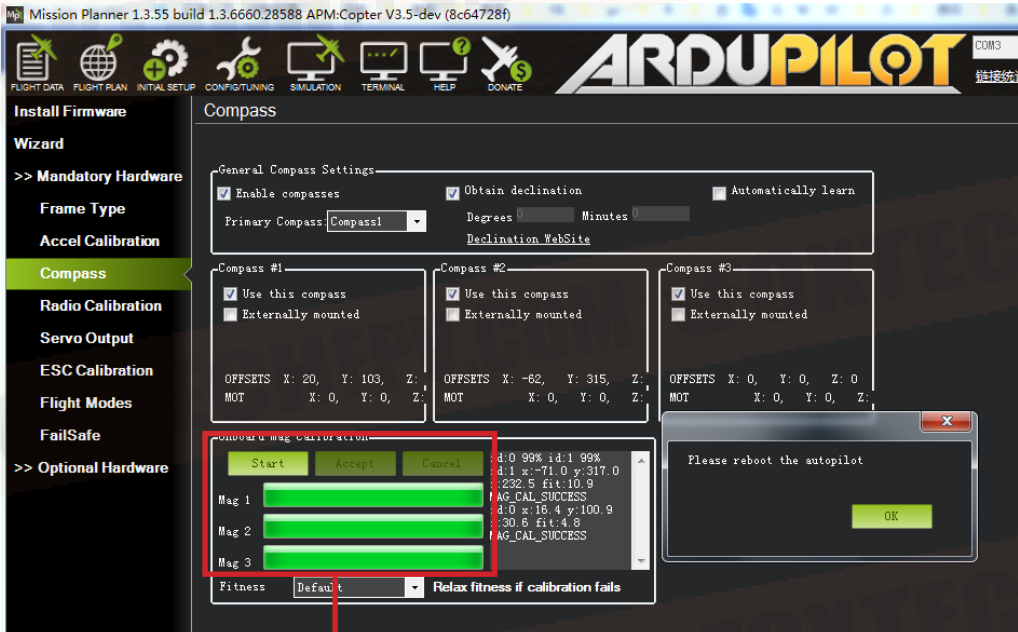 Mission Planner 1.3.55 build 1.3.6660.28588 APM:Copter V3.5-dev (8c64728f)
FLIGHT DATA FLIGHT PLAN INITIAL SETUP CONFIG/TUNING SIMULATION TERMINAL HELP DONATE
ARDUPILOT
COM3
链接统
Install Firmware
Compass
Wizard
>> Mandatory Hardware
Frame Type
Accel Calibration
Compass
Radio Calibration
Servo Output
ESC Calibration
Flight Modes
FailSafe
>> Optional Hardware
General Compass Settings
Enable compasses
Obtain declination
Automatically learn
Primary Compass: Compass1
Degrees 0 Minutes 0
Declination WebSite
Compass #1
Use this compass
Externally mounted
OFFSETS X: 20, Y: 103, Z:
MOT X: 0, Y: 0, Z:
Compass #2
Use this compass
Externally mounted
OFFSETS X: -62, Y: 315, Z:
MOT X: 0, Y: 0, Z:
Compass #3
Use this compass
Externally mounted
OFFSETS X: 0, Y: 0, Z: 0
MOT X: 0, Y: 0, Z: 0
Onboard Mag Calibration
Start Accept Cancel
Mag 1
Mag 2
Mag 3
id:0 99% id:1 99%
id:1 x:-71.0 y:317.0
:232.5 fit:10.9
MAG_CAL_SUCCESS
id:0 x:16.4 y:100.9
:30.6 fit:4.8
MAG_CAL_SUCCESS
Fitness Default Relax fitness if calibration fails
Please reboot the autopilot
OK